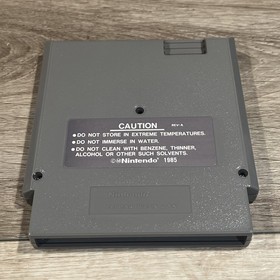 CAUTION REV-A
•DO NOT STORE IN EXTREME TEMPERATURES.
•DO NOT IMMERSE IN WATER.
•DO NOT CLEAN WITH BENZENE, THINNER,
ALCOHOL OR OTHER SUCH SOLVENTS.
©Nintendo® 1985